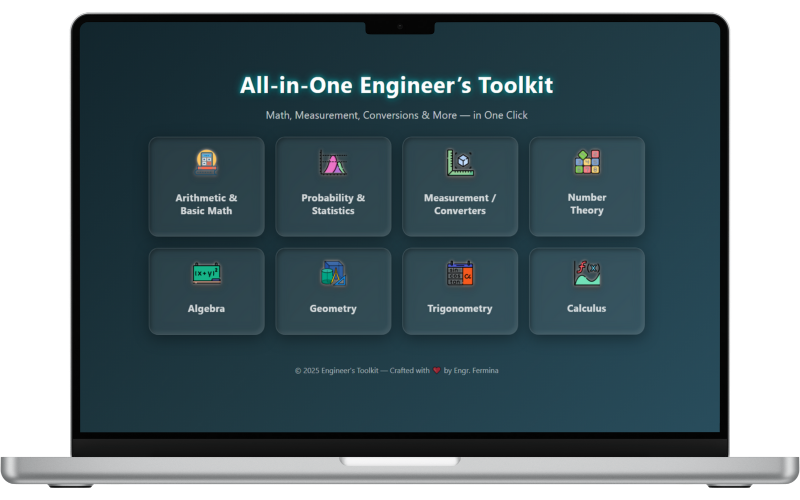 All-in-One Engineer's Toolkit
Math, Measurement, Conversions & More — in One Click
Arithmetic &
Basic Math
Probability &
Statistics
Measurement /
Converters
Number
Theory
(x+y)²
Algebra
Geometry
Trigonometry
Calculus
© 2025 Engineer's Toolkit — Crafted with ❤ by Engr. Fermina